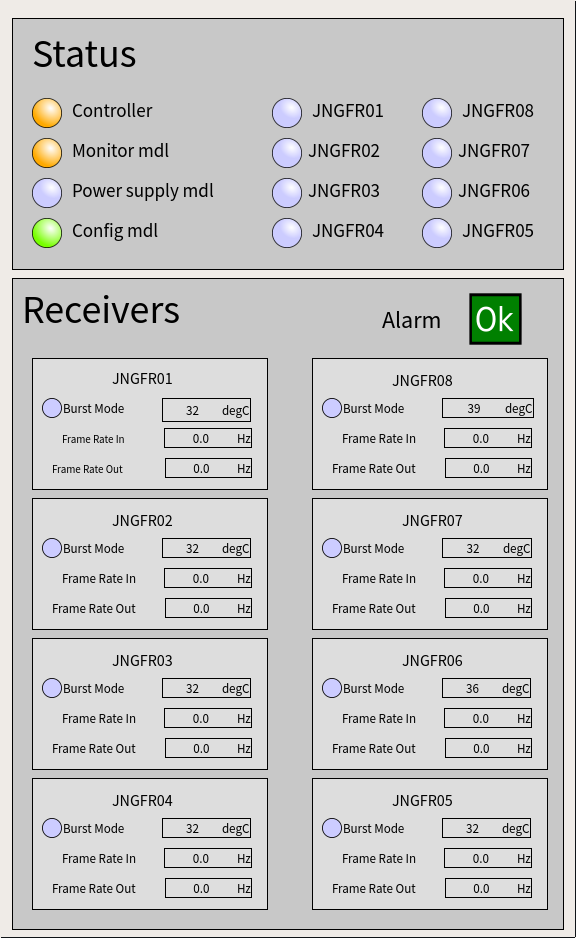 Status
Controller JNGFR01 JNGFR08
Monitor mdl JNGFR02 JNGFR07
Power supply mdl JNGFR03 JNGFR06
Config mdl JNGFR04 JNGFR05
Receivers Alarm Ok
JNGFR01
Burst Mode 32 degC
Frame Rate In 0.0 Hz
Frame Rate Out 0.0 Hz
JNGFR08
Burst Mode 39 degC
Frame Rate In 0.0 Hz
Frame Rate Out 0.0 Hz
JNGFR02
Burst Mode 32 degC
Frame Rate In 0.0 Hz
Frame Rate Out 0.0 Hz
JNGFR07
Burst Mode 32 degC
Frame Rate In 0.0 Hz
Frame Rate Out 0.0 Hz
JNGFR03
Burst Mode 32 degC
Frame Rate In 0.0 Hz
Frame Rate Out 0.0 Hz
JNGFR06
Burst Mode 36 degC
Frame Rate In 0.0 Hz
Frame Rate Out 0.0 Hz
JNGFR04
Burst Mode 32 degC
Frame Rate In 0.0 Hz
Frame Rate Out 0.0 Hz
JNGFR05
Burst Mode 32 degC
Frame Rate In 0.0 Hz
Frame Rate Out 0.0 Hz